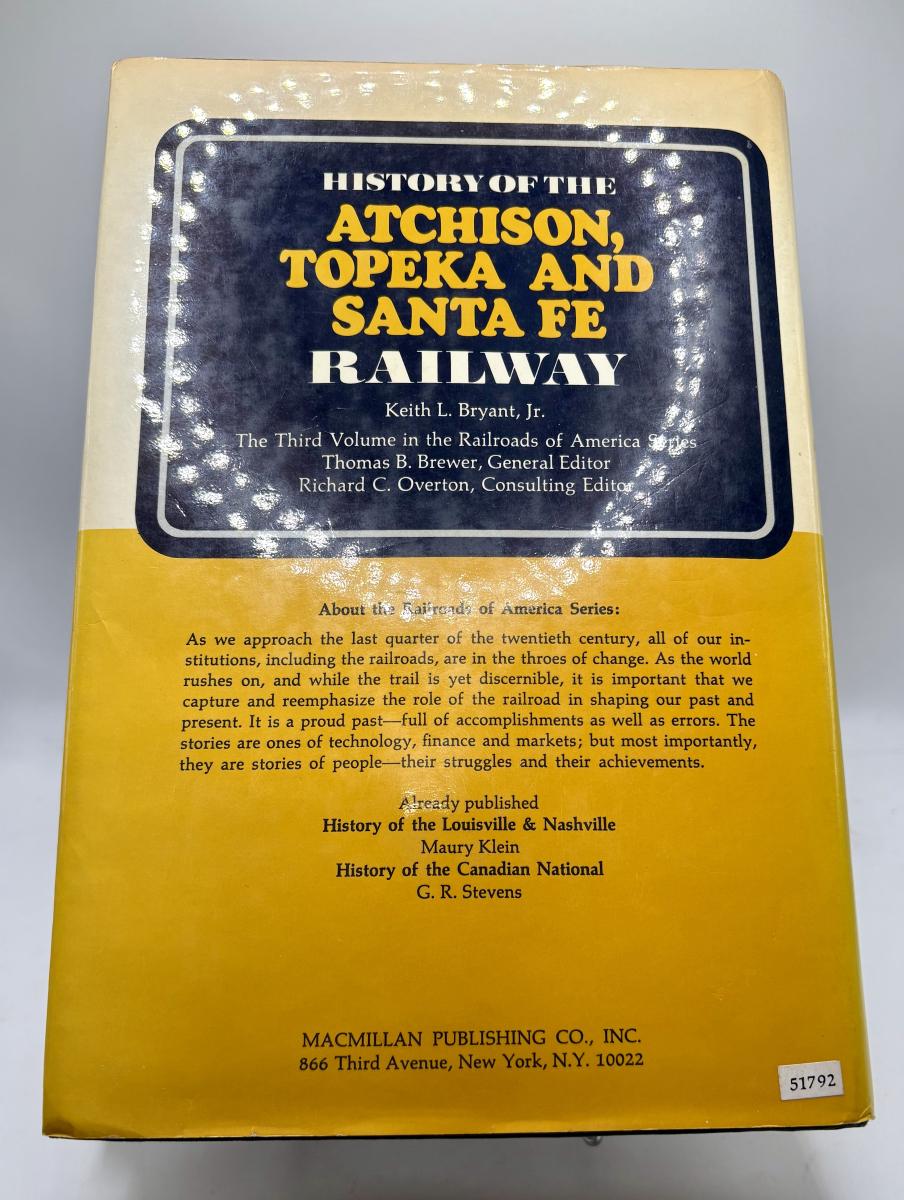 HISTORY OF THE
ATCHISON,
TOPEKA AND
SANTA FE
RAILWAY
Keith L. Bryant, Jr.
The Third Volume in the Railroads of America Series
Thomas B. Brewer, General Editor
Richard C. Overton, Consulting Editor
About the Railroads of America Series:
As we approach the last quarter of the twentieth century, all of our in-
stitutions, including the railroads, are in the throes of change. As the world
rushes on, and while the trail is yet discernible, it is important that we
capture and reemphasize the role of the railroad in shaping our past and
present. It is a proud past—full of accomplishments as well as errors. The
stories are ones of technology, finance and markets; but most importantly,
they are stories of people—their struggles and their achievements.
Already published
History of the Louisville & Nashville
Maury Klein
History of the Canadian National
G. R. Stevens
MACMILLAN PUBLISHING CO., INC.
866 Third Avenue, New York, N.Y. 10022
51792